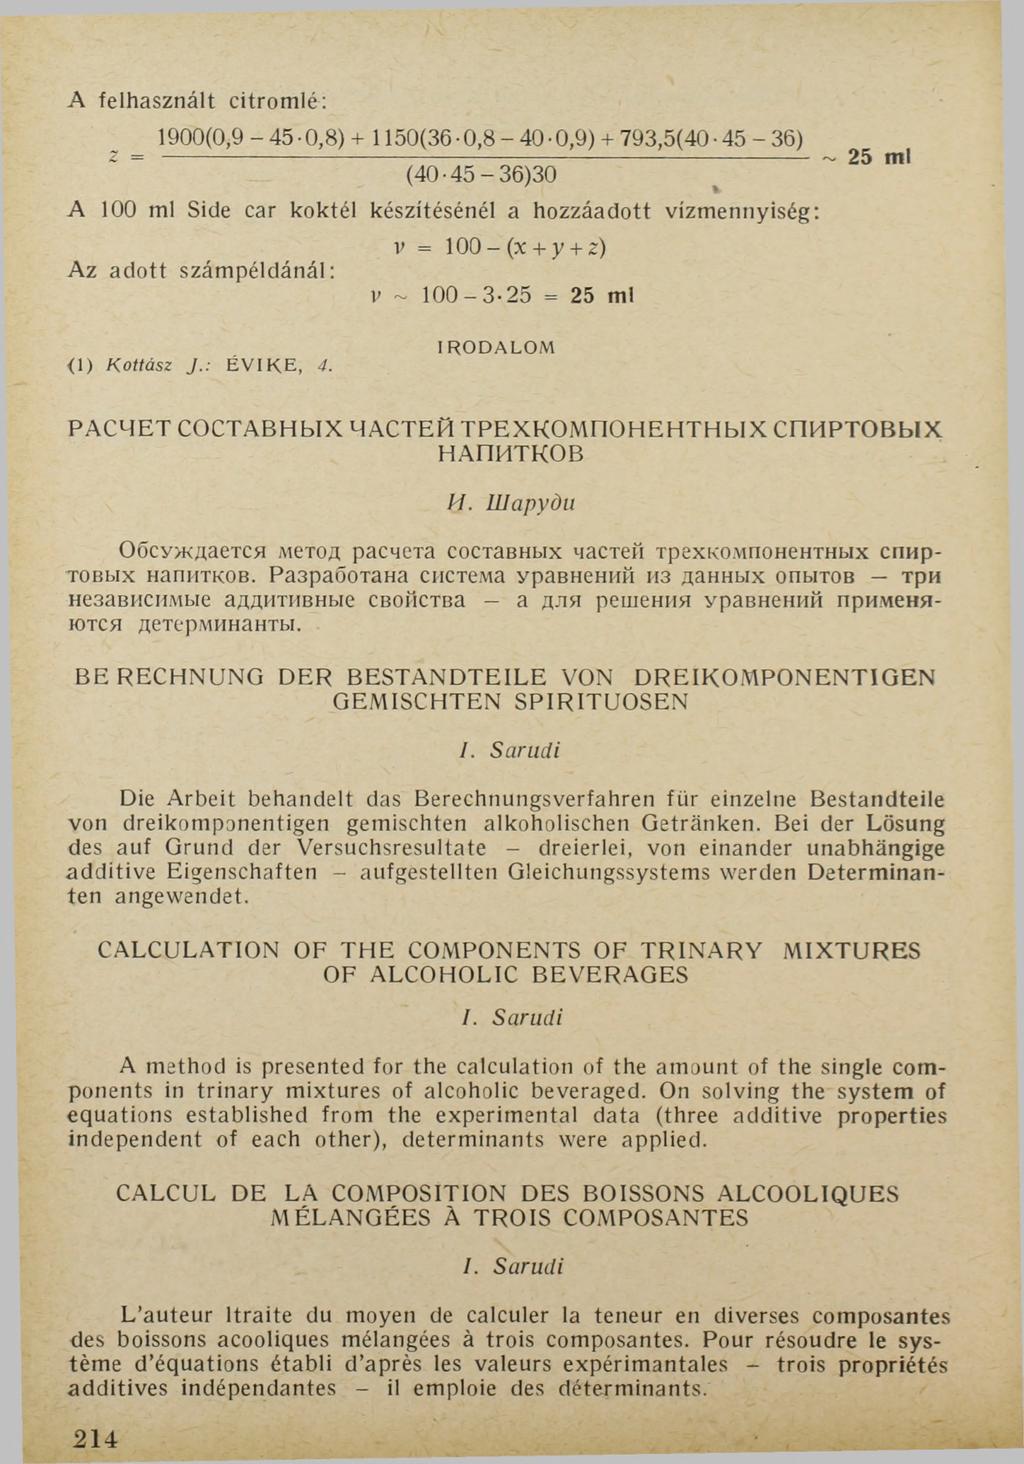 A felhasznált citromlé:
z = 1900(0,9 – 45·0,8) + 1150(36·0,8 – 40·0,9) + 793,5(40·45 – 36) / (40·45 – 36)30 ~ 25 ml
A 100 ml Side car koktél készítésénél a hozzáadott vízmennyiség:
v = 100 – (x + y + z)
Az adott számpéldánál:
v ~ 100 – 3·25 = 25 ml
IRODALOM
(1) Kottász J.: ÉVIKE, 4.
РАСЧЕТ СОСТАВНЫХ ЧАСТЕЙ ТРЕХКОМПОНЕНТНЫХ СПИРТОВЫХ
НАПИТКОВ
И. Шаруди
Обсуждается метод расчета составных частей трехкомпонентных спир-
товых напитков. Разработана система уравнений из данных опытов — три
независимые аддитивные свойства — а для решения уравнений применя-
ются детерминанты.
BE RECHNUNG DER BESTANDTEILE VON DREIKOMPONENTIGEN
GEMISCHTEN SPIRITUOSEN
I. Sarudi
Die Arbeit behandelt das Berechnungsverfahren für einzelne Bestandteile
von dreikomponentigen gemischten alkoholischen Getränken. Bei der Lösung
des auf Grund der Versuchsresultate – dreierlei, von einander unabhängige
additive Eigenschaften – aufgestellten Gleichungssystems werden Determinan-
ten angewendet.
CALCULATION OF THE COMPONENTS OF TRINARY MIXTURES
OF ALCOHOLIC BEVERAGES
I. Sarudi
A method is presented for the calculation of the amount of the single com-
ponents in trinary mixtures of alcoholic beveraged. On solving the system of
equations established from the experimental data (three additive properties
independent of each other), determinants were applied.
CALCUL DE LA COMPOSITION DES BOISSONS ALCOOLIQUES
MÉLANGÉES À TROIS COMPOSANTES
I. Sarudi
L'auteur ltraite du moyen de calculer la teneur en diverses composantes
des boissons acooliques mélangées à trois composantes. Pour résoudre le sys-
tème d'équations établi d'après les valeurs expérimantales – trois propriétés
additives indépendantes – il emploie des déterminants.
214